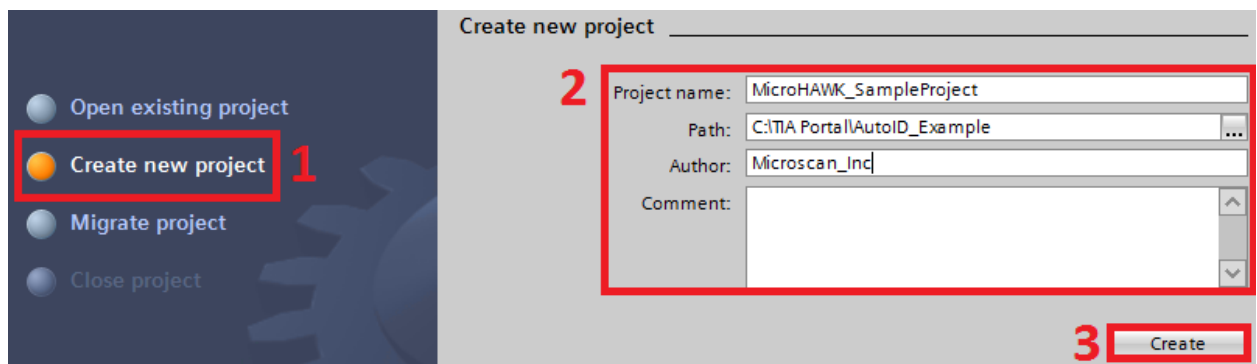 Create new project
Open existing project
Create new project
1
Migrate project
Close project
2
Project name: MicroHAWK_SampleProject
Path: C:\TIA Portal\AutoID_Example ...
Author: Microscan_Inc
Comment:
3
Create